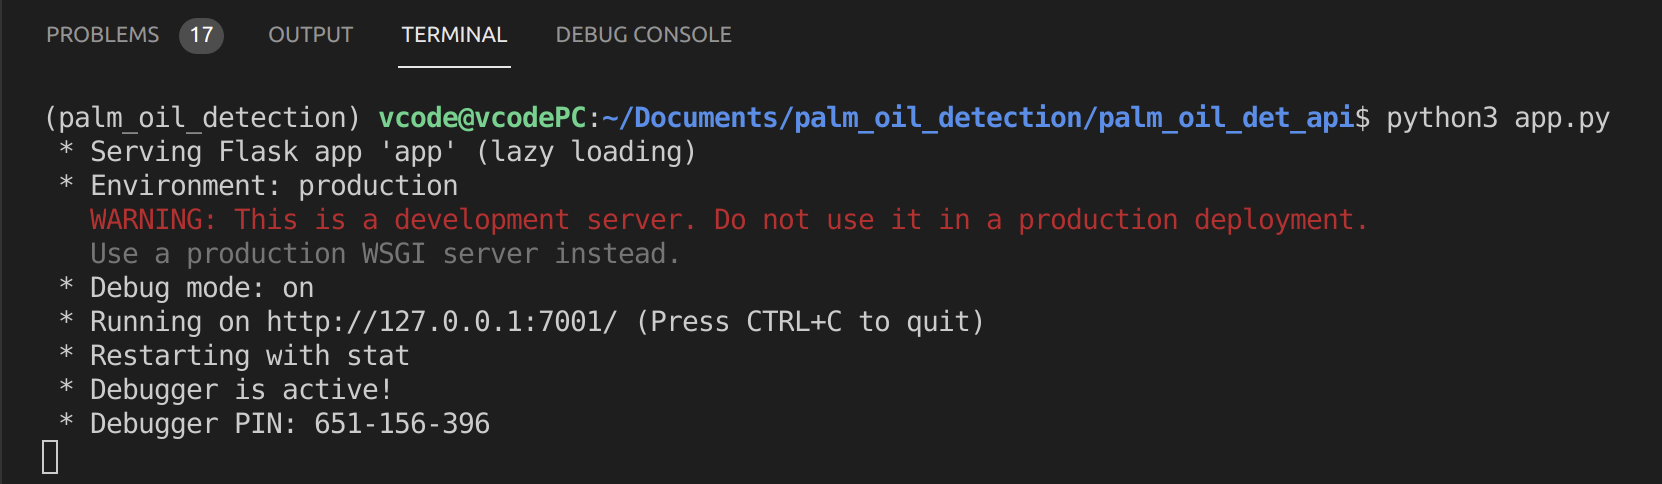 PROBLEMS 17 OUTPUT TERMINAL DEBUG CONSOLE
(palm_oil_detection) vcode@vcodePC:~/Documents/palm_oil_detection/palm_oil_det_api$ python3 app.py
* Serving Flask app 'app' (lazy loading)
* Environment: production
WARNING: This is a development server. Do not use it in a production deployment.
Use a production WSGI server instead.
* Debug mode: on
* Running on http://127.0.0.1:7001/ (Press CTRL+C to quit)
* Restarting with stat
* Debugger is active!
* Debugger PIN: 651-156-396